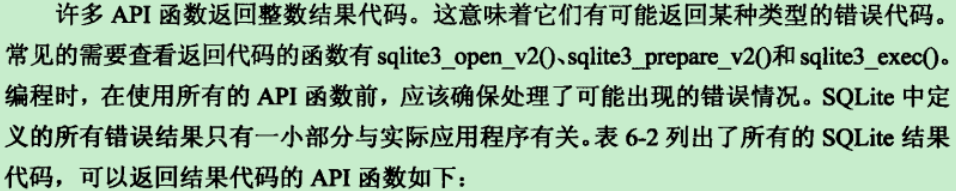 许多 API 函数返回整数结果代码。这意味着它们有可能返回某种类型的错误代码。
常见的需要查看返回代码的函数有 sqlite3_open_v2()、sqlite3_prepare_v2()和 sqlite3_exec()。
编程时，在使用所有的 API 函数前，应该确保处理了可能出现的错误情况。SQLite 中定
义的所有错误结果只有一小部分与实际应用程序有关。表 6-2 列出了所有的 SQLite 结果
代码，可以返回结果代码的 API 函数如下：